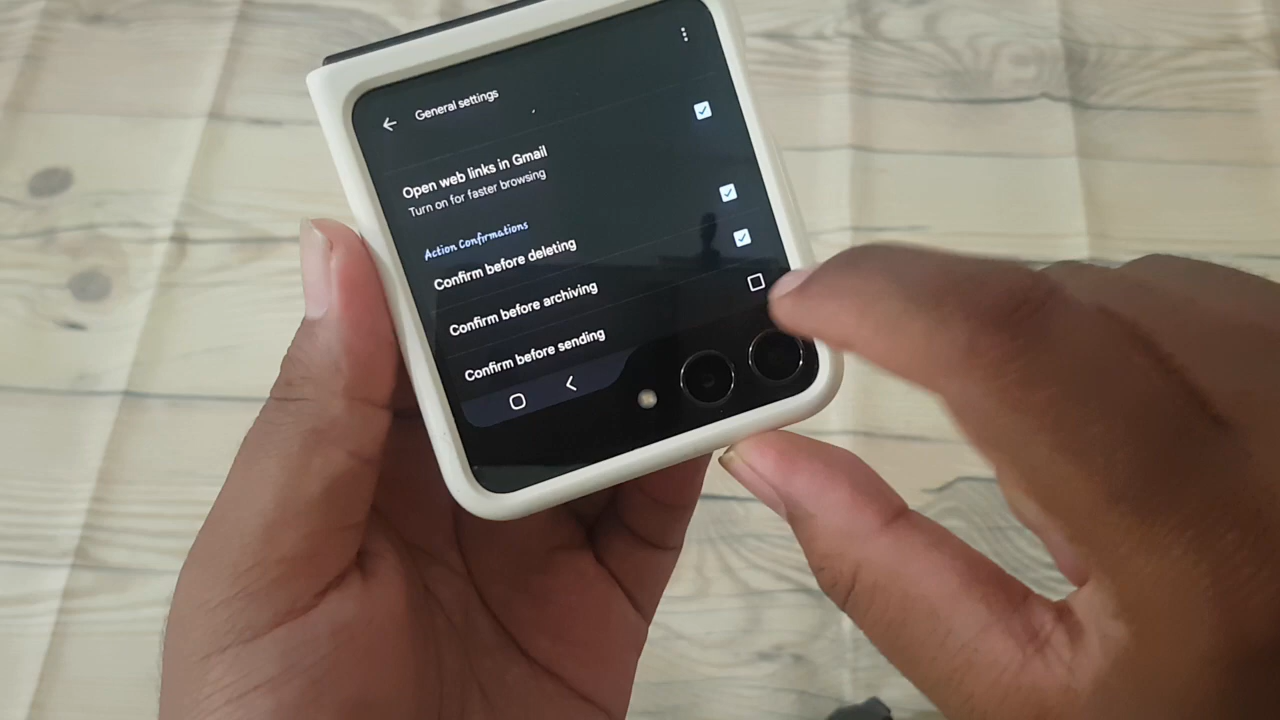 General settings
Open web links in Gmail
Turn on for faster browsing
Action Confirmations
Confirm before deleting
Confirm before archiving
Confirm before sending